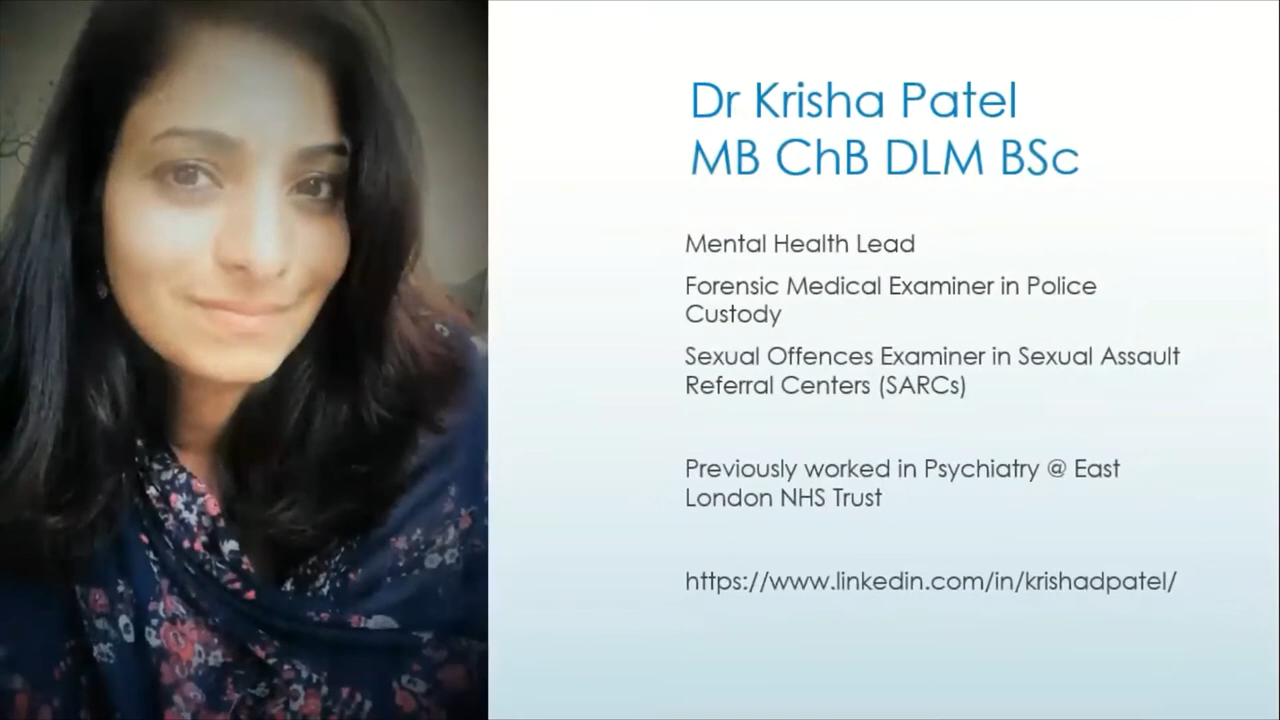 Dr Krisha Patel
MB ChB DLM BSc
Mental Health Lead
Forensic Medical Examiner in Police
Custody
Sexual Offences Examiner in Sexual Assault
Referral Centers (SARCs)
Previously worked in Psychiatry @ East
London NHS Trust
https://www.linkedin.com/in/krishadpatel/